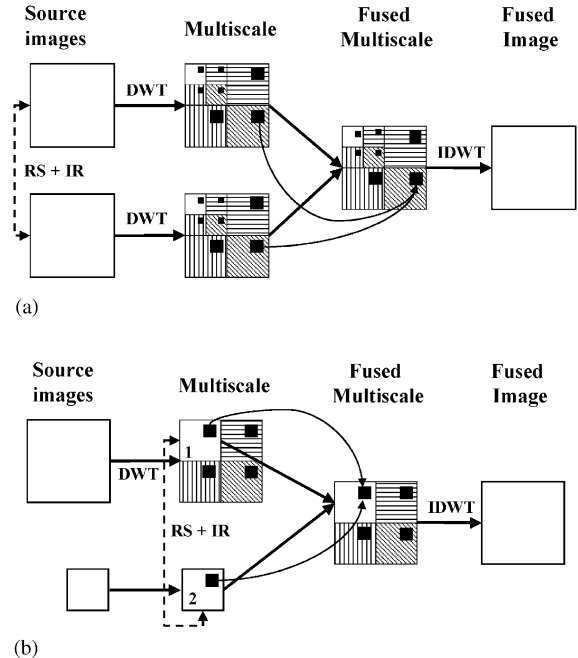 Source images
Multiscale
Fused Multiscale
Fused Image
DWT
RS + IR
DWT
IDWT
(a)
Source images
Multiscale
Fused Multiscale
Fused Image
1
DWT
RS + IR
IDWT
2
(b)